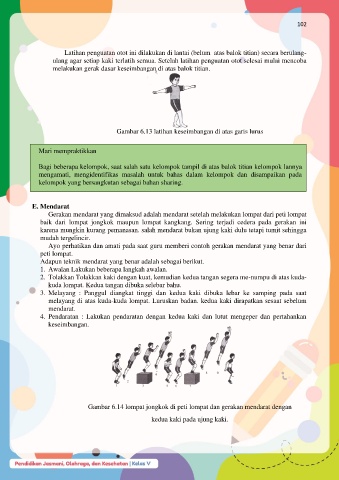 102
Latihan penguatan otot ini dilakukan di lantai (belum atas balok titian) secara berulang-
ulang agar setiap kaki terlatih semua. Setelah latihan penguatan otot selesai mulai mencoba
melakukan gerak dasar keseimbangan di atas balok titian.
Gambar 6.13 latihan keseimbangan di atas garis lurus
Mari mempraktikkan
Bagi beberapa kelompok, saat salah satu kelompok tampil di atas balok titian kelompok lannya
mengamati, mengidentifikas masalah untuk bahas dalam kelompok dan disampaikan pada
kelompok yang bersangkutan sebagai bahan sharing.
E. Mendarat
Gerakan mendarat yang dimaksud adalah mendarat setelah melakukan lompat dari peti lompat
baik dari lompat jongkok maupun lompat kangkang. Sering terjadi cedera pada gerakan ini
karena mungkin kurang pemanasan, salah mendarat bukan ujung kaki dulu tetapi tumit sehingga
mudah tergelincir.
Ayo perhatikan dan amati pada saat guru memberi contoh gerakan mendarat yang benar dari
peti lompat.
Adapun teknik mendarat yang benar adalah sebagai berikut.
1. Awalan Lakukan beberapa langkah awalan.
2. Tolakkan Tolakkan kaki dengan kuat, kemudian kedua tangan segera me-numpu di atas kuda-
kuda lompat. Kedua tangan dibuka selebar bahu.
3. Melayang : Panggul diangkat tinggi dan kedua kaki dibuka lebar ke samping pada saat
melayang di atas kuda-kuda lompat. Luruskan badan, kedua kaki dirapatkan sesaat sebelum
mendarat.
4. Pendaratan : Lakukan pendaratan dengan kedua kaki dan lutut mengeper dan pertahankan
keseimbangan.
Gambar 6.14 lompat jongkok di peti lompat dan gerakan mendarat dengan
kedua kaki pada ujung kaki.
Pendidikan Jasmani, Olahraga, dan Kesehatan | Kelas V